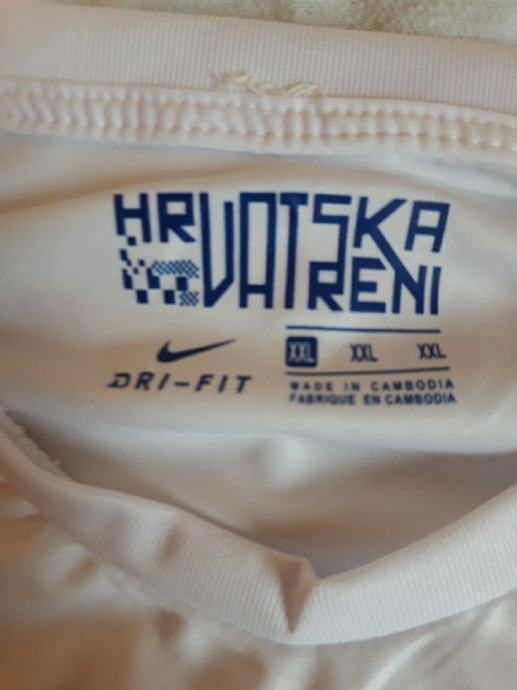 HRVATSKA
VATRENI
DRI-FIT
XXL XXL XXL
MADE IN CAMBODIA
FABRIQUE EN CAMBODIA